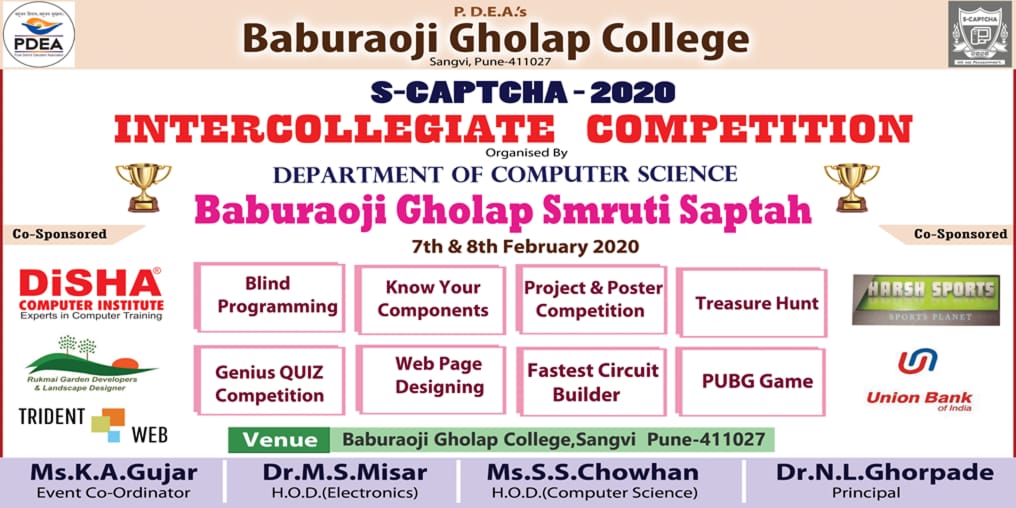 P. D.E.A.'s
Baburaoji Gholap College
Sangvi, Pune-411027
PDEA
S-CAPTCHA
S-CAPTCHA - 2020
INTERCOLLEGIATE COMPETITION
Organised By
DEPARTMENT OF COMPUTER SCIENCE
Baburaoji Gholap Smruti Saptah
7th & 8th February 2020
Co-Sponsored
DiSHA®
COMPUTER INSTITUTE
Experts in Computer Training
Rukmai Garden Developers
& Landscape Designer
TRIDENT
WEB
Blind
Programming
Know Your
Components
Project & Poster
Competition
Treasure Hunt
Genius QUIZ
Competition
Web Page
Designing
Fastest Circuit
Builder
PUBG Game
Co-Sponsored
HARSH SPORTS
SPORTS PLANET
Union Bank
of India
Venue Baburaoji Gholap College,Sangvi Pune-411027
Ms.K.A.Gujar
Event Co-Ordinator
Dr.M.S.Misar
H.O.D.(Electronics)
Ms.S.S.Chowhan
H.O.D.(Computer Science)
Dr.N.L.Ghorpade
Principal